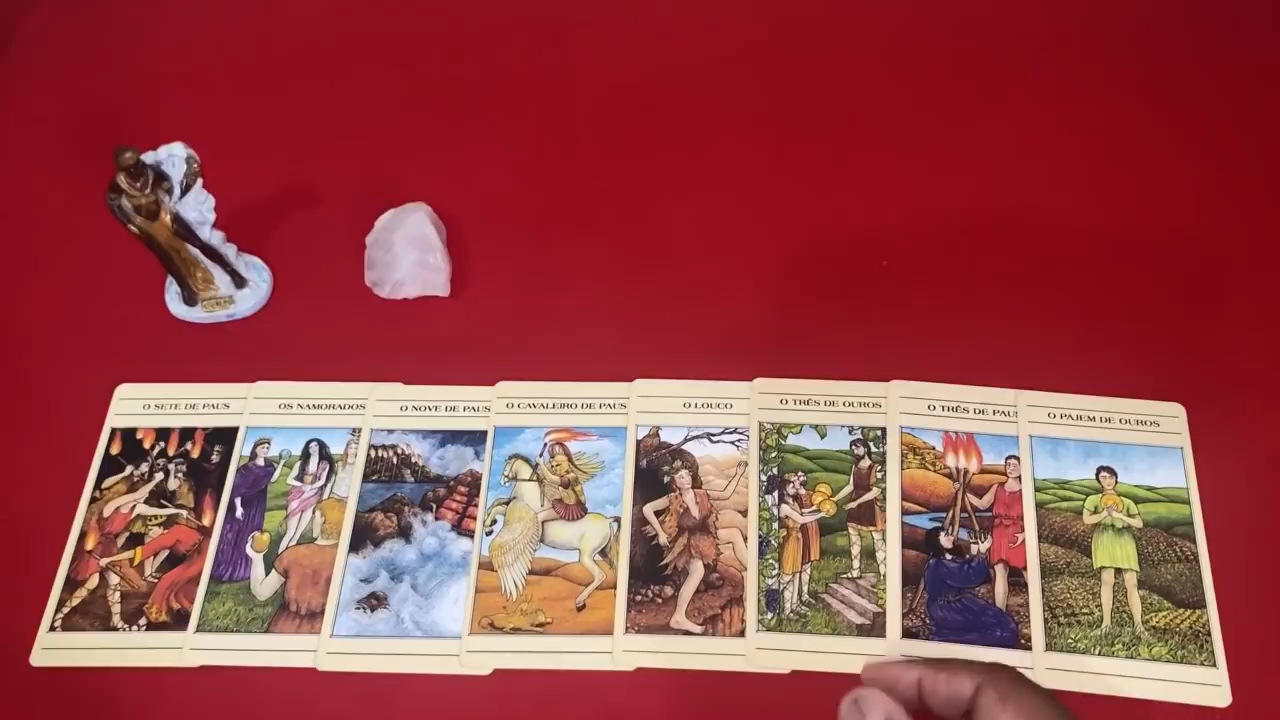 O SETE DE PAUS
OS NAMORADOS
O NOVE DE PAUS
O CAVALEIRO DE PAUS
O LOUCO
O TRÊS DE OUROS
O TRÊS DE PAUS
O PAJEM DE OUROS